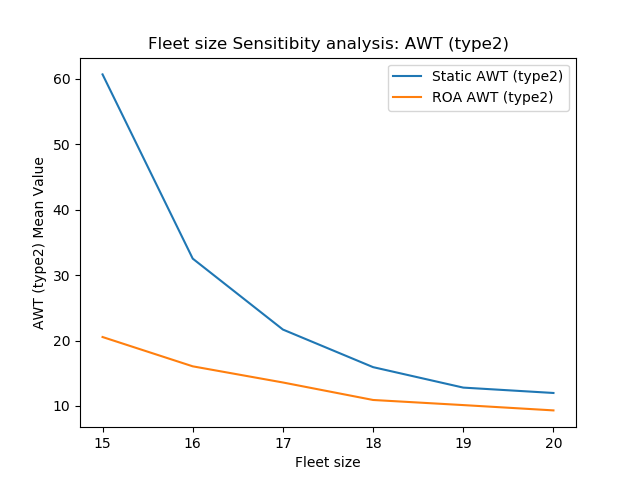 Fleet size Sensitibity analysis: AWT (type2)
Static AWT (type2)
ROA AWT (type2)
AWT (type2) Mean Value
60
50
40
30
20
10
15 16 17 18 19 20
Fleet size